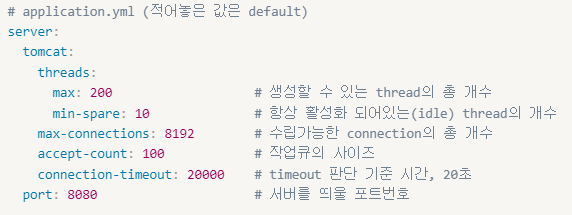 # application.yml (적어놓은 값은 default)
server:
  tomcat:
    threads:
      max: 200                # 생성할 수 있는 thread의 총 개수
      min-spare: 10           # 항상 활성화 되어있는(idle) thread의 개수
    max-connections: 8192     # 수립가능한 connection의 총 개수
    accept-count: 100         # 작업큐의 사이즈
    connection-timeout: 20000 # timeout 판단 기준 시간, 20초
  port: 8080                  # 서버를 띄울 포트번호